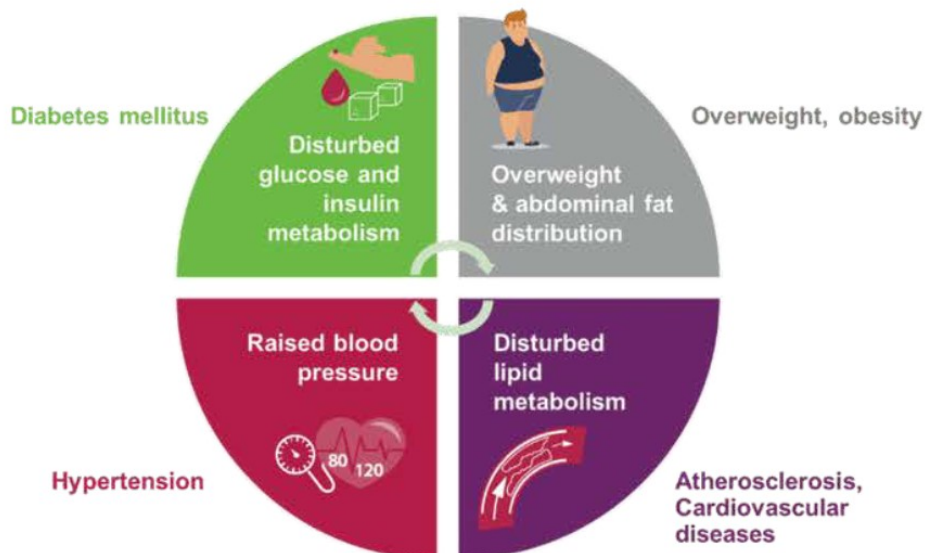 Diabetes mellitus
Disturbed
glucose and
insulin
metabolism
Overweight
& abdominal fat
distribution
Overweight, obesity
Hypertension
Raised blood
pressure
80
120
Disturbed
lipid
metabolism
Atherosclerosis,
Cardiovascular
diseases